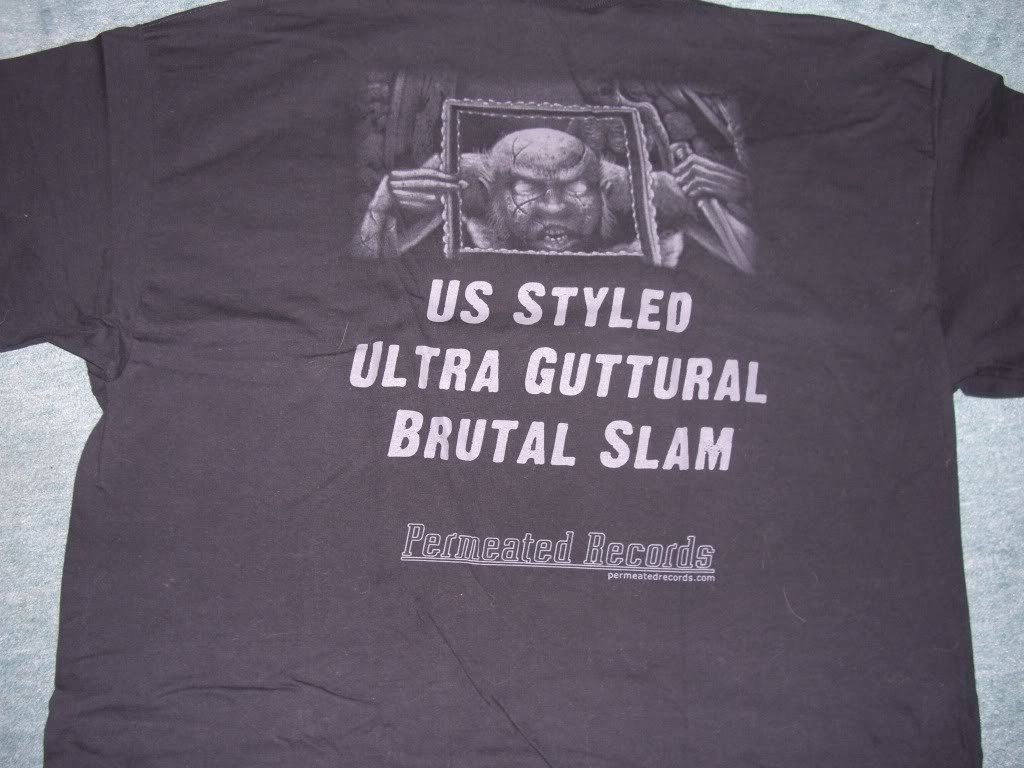 US STYLED
ULTRA GUTTURAL
BRUTAL SLAM
Permeated Records
permeatedrecords.com